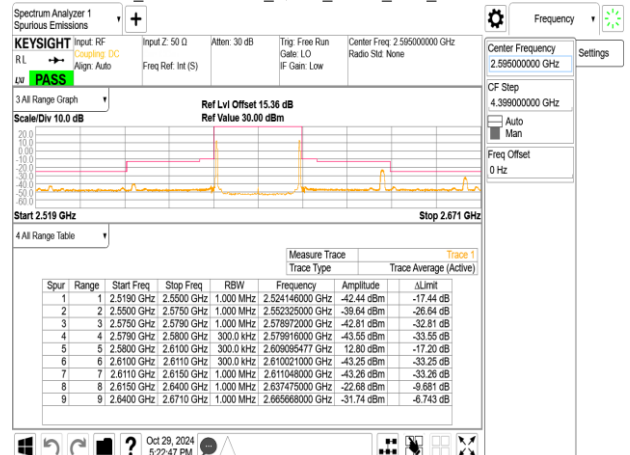 Spectrum Analyzer 1
Spurious Emissions
Frequency
KEYSIGHT
RL
LXI
PASS
Input: RF
Coupling: DC
Align: Auto
Input Z: 50 Ω
Freq Ref: Int (S)
Atten: 30 dB
Trig: Free Run
Gate: LO
IF Gain: Low
Center Freq: 2.595000000 GHz
Radio Std: None
Center Frequency
2.595000000 GHz
Settings
CF Step
4.399000000 GHz
Auto
Man
Freq Offset
0 Hz
3 All Range Graph
Scale/Div 10.0 dB
Ref Lvl Offset 15.36 dB
Ref Value 30.00 dBm
20.0
10.0
0.00
-10.0
-20.0
-30.0
-40.0
-50.0
-60.0
Start 2.519 GHz
Stop 2.671 GHz
4 All Range Table
Measure Trace Trace 1
Trace Type Trace Average (Active)
Spur Range Start Freq Stop Freq RBW Frequency Amplitude ΔLimit
1 1 2.5190 GHz 2.5500 GHz 1.000 MHz 2.524146000 GHz -42.44 dBm -17.44 dB
2 2 2.5500 GHz 2.5750 GHz 1.000 MHz 2.552325000 GHz -39.64 dBm -26.64 dB
3 3 2.5750 GHz 2.5790 GHz 1.000 MHz 2.578972000 GHz -42.81 dBm -32.81 dB
4 4 2.5790 GHz 2.5800 GHz 300.0 kHz 2.579916000 GHz -43.55 dBm -33.55 dB
5 5 2.5800 GHz 2.6100 GHz 300.0 kHz 2.609095477 GHz 12.80 dBm -17.20 dB
6 6 2.6100 GHz 2.6110 GHz 300.0 kHz 2.610021000 GHz -43.25 dBm -33.25 dB
7 7 2.6110 GHz 2.6150 GHz 1.000 MHz 2.611048000 GHz -43.26 dBm -33.26 dB
8 8 2.6150 GHz 2.6400 GHz 1.000 MHz 2.637475000 GHz -22.68 dBm -9.681 dB
9 9 2.6400 GHz 2.6710 GHz 1.000 MHz 2.665668000 GHz -31.74 dBm -6.743 dB
?
Oct 29, 2024
5:22:47 PM